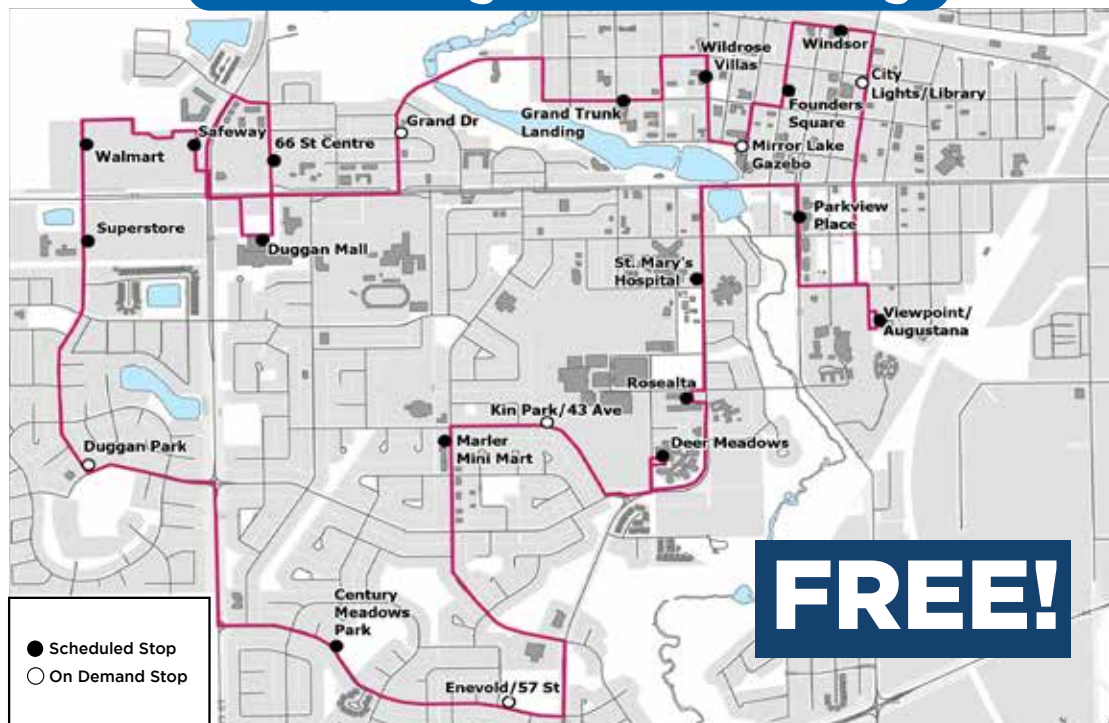 Windsor
Wildrose
Villas
City
Lights/Library
Grand Dr
Grand Trunk
Landing
Founders
Square
Safeway
66 St Centre
Walmart
Mirror Lake
Gazebo
Superstore
Duggan Mall
Parkview
Place
St. Mary's
Hospital
Viewpoint/
Augustana
Rosealta
Kin Park/43 Ave
Duggan Park
Marler
Mini Mart
Deer Meadows
FREE!
Century
Meadows
Park
Scheduled Stop
On Demand Stop
Enevold/57 St